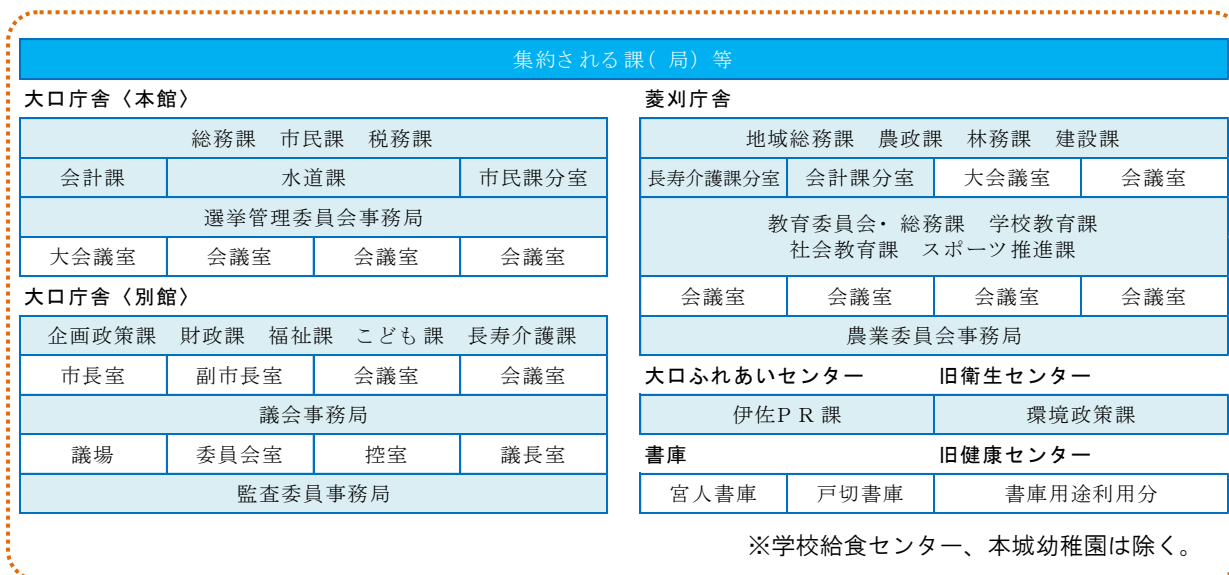 集約される課(局)等
大口庁舎〈本館〉
総務課 市民課 税務課
会計課 水道課 市民課分室
選挙管理委員会事務局
大会議室 会議室 会議室 会議室
大口庁舎〈別館〉
企画政策課 財政課 福祉課 こども課 長寿介護課
市長室 副市長室 会議室 会議室
議会事務局
議場 委員会室 控室 議長室
監査委員事務局
菱刈庁舎
地域総務課 農政課 林務課 建設課
長寿介護課分室 会計課分室 大会議室 会議室
教育委員会・総務課 学校教育課
社会教育課 スポーツ推進課
会議室 会議室 会議室 会議室
農業委員会事務局
大口ふれあいセンター 旧衛生センター
伊佐PR課 環境政策課
書庫 旧健康センター
宮人書庫 戸切書庫 書庫用途利用分
※学校給食センター、本城幼稚園は除く。